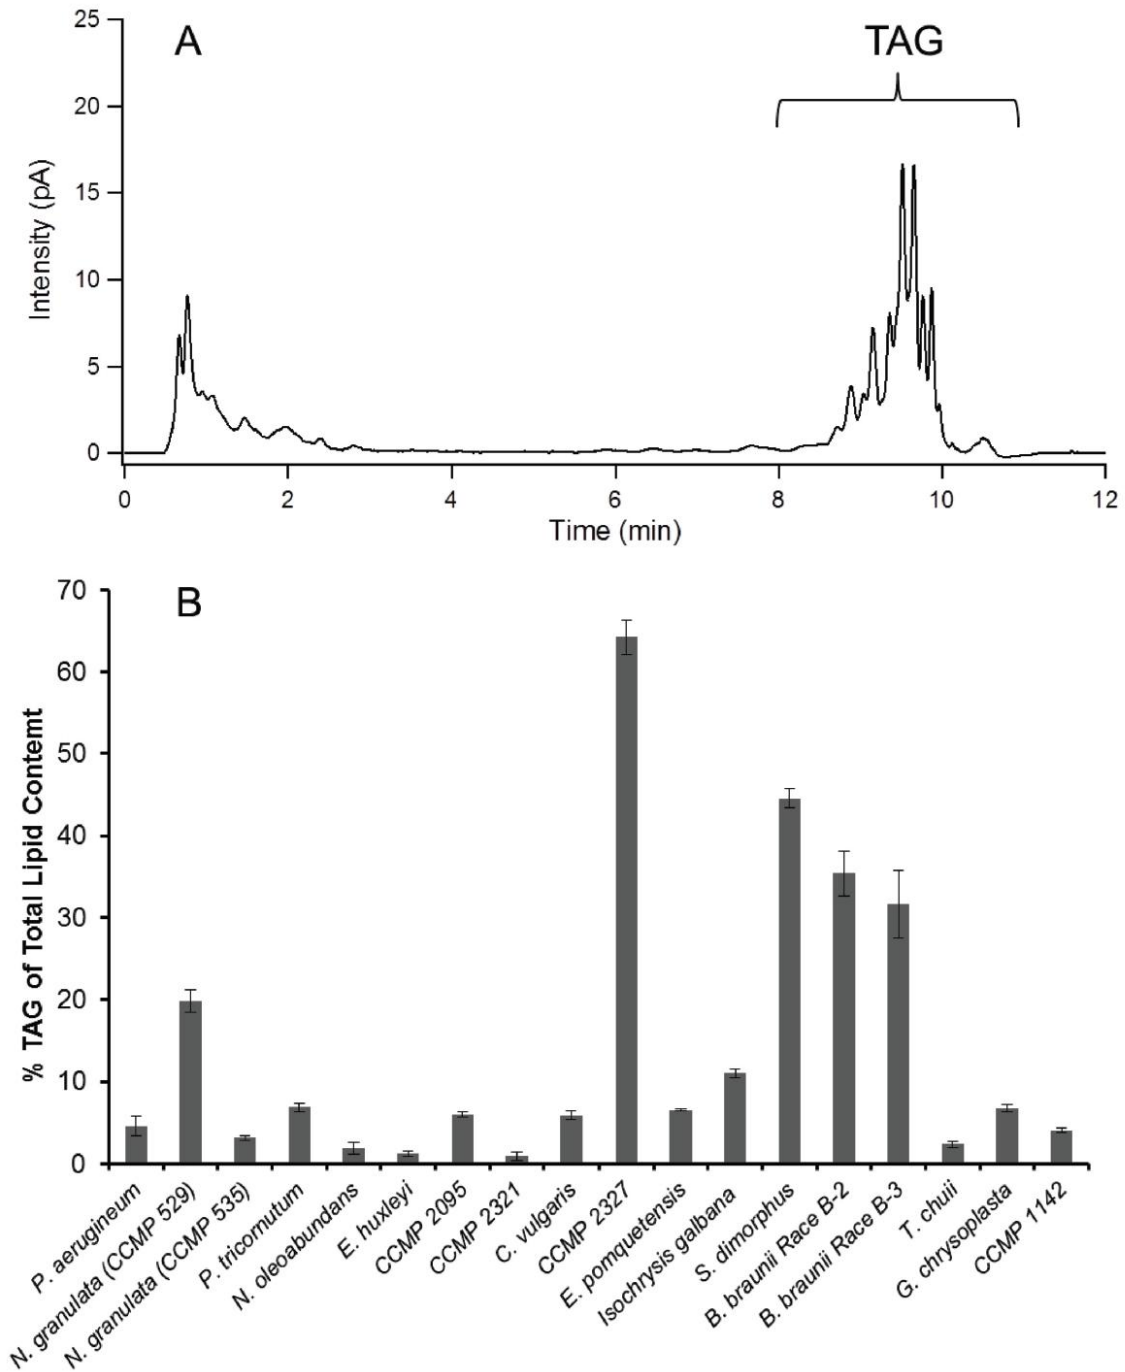 A
TAG
25
20
15
10
5
0
Intensity (pA)
0 2 4 6 8 10 12
Time (min)
B
70
60
50
40
30
20
10
0
% TAG of Total Lipid Content
P. aerugineum
N. granulata (CCMP 529)
N. granulata (CCMP 535)
P. tricornutum
N. oleoabundans
E. huxleyi
CCMP 2095
CCMP 2321
C. vulgaris
CCMP 2327
E. pomquetensis
Isochrysis galbana
S. dimorphus
B. braunii Race B-2
B. braunii Race B-3
T. chuii
G. chrysoplasta
CCMP 1142